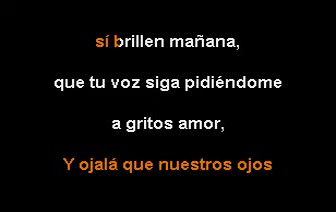 sí brillen mañana,
que tu voz siga pidiéndome
a gritos amor,
Y ojalá que nuestros ojos